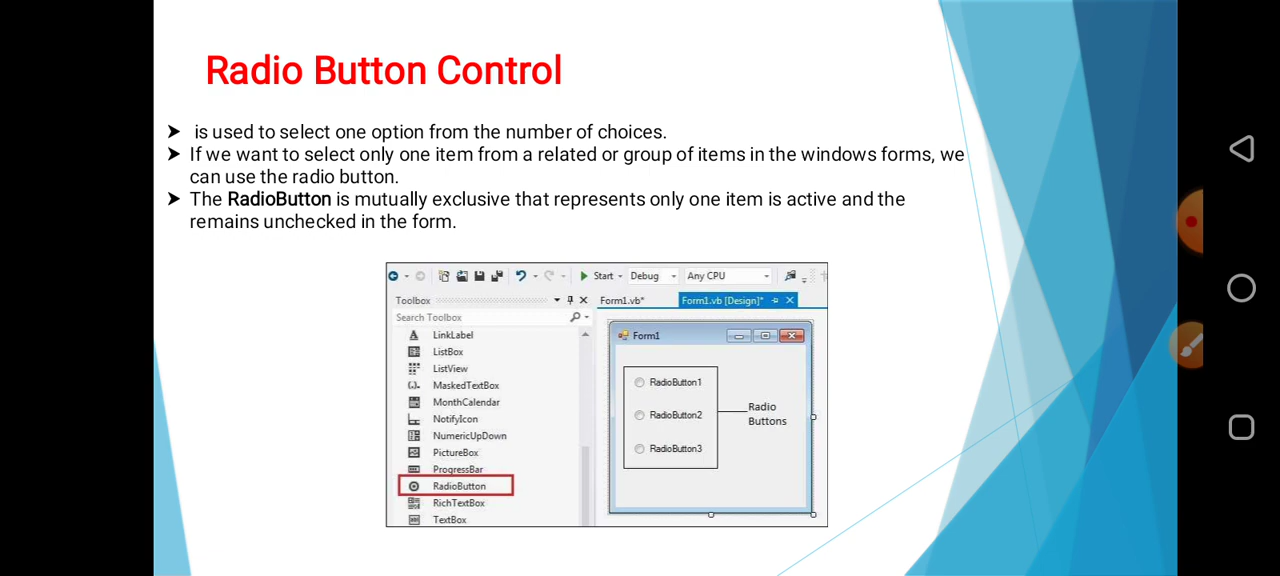 Radio Button Control
➤ is used to select one option from the number of choices.
➤ If we want to select only one item from a related or group of items in the windows forms, we
can use the radio button.
➤ The RadioButton is mutually exclusive that represents only one item is active and the
remains unchecked in the form.
Start Debug Any CPU
Toolbox
Form1.vb* Form1.vb [Design]*
Search Toolbox
LinkLabel
ListBox
ListView
MaskedTextBox
MonthCalendar
NotifyIcon
NumericUpDown
PictureBox
ProgressBar
RadioButton
RichTextBox
TextBox
Form1
RadioButton1
RadioButton2
RadioButton3
Radio
Buttons